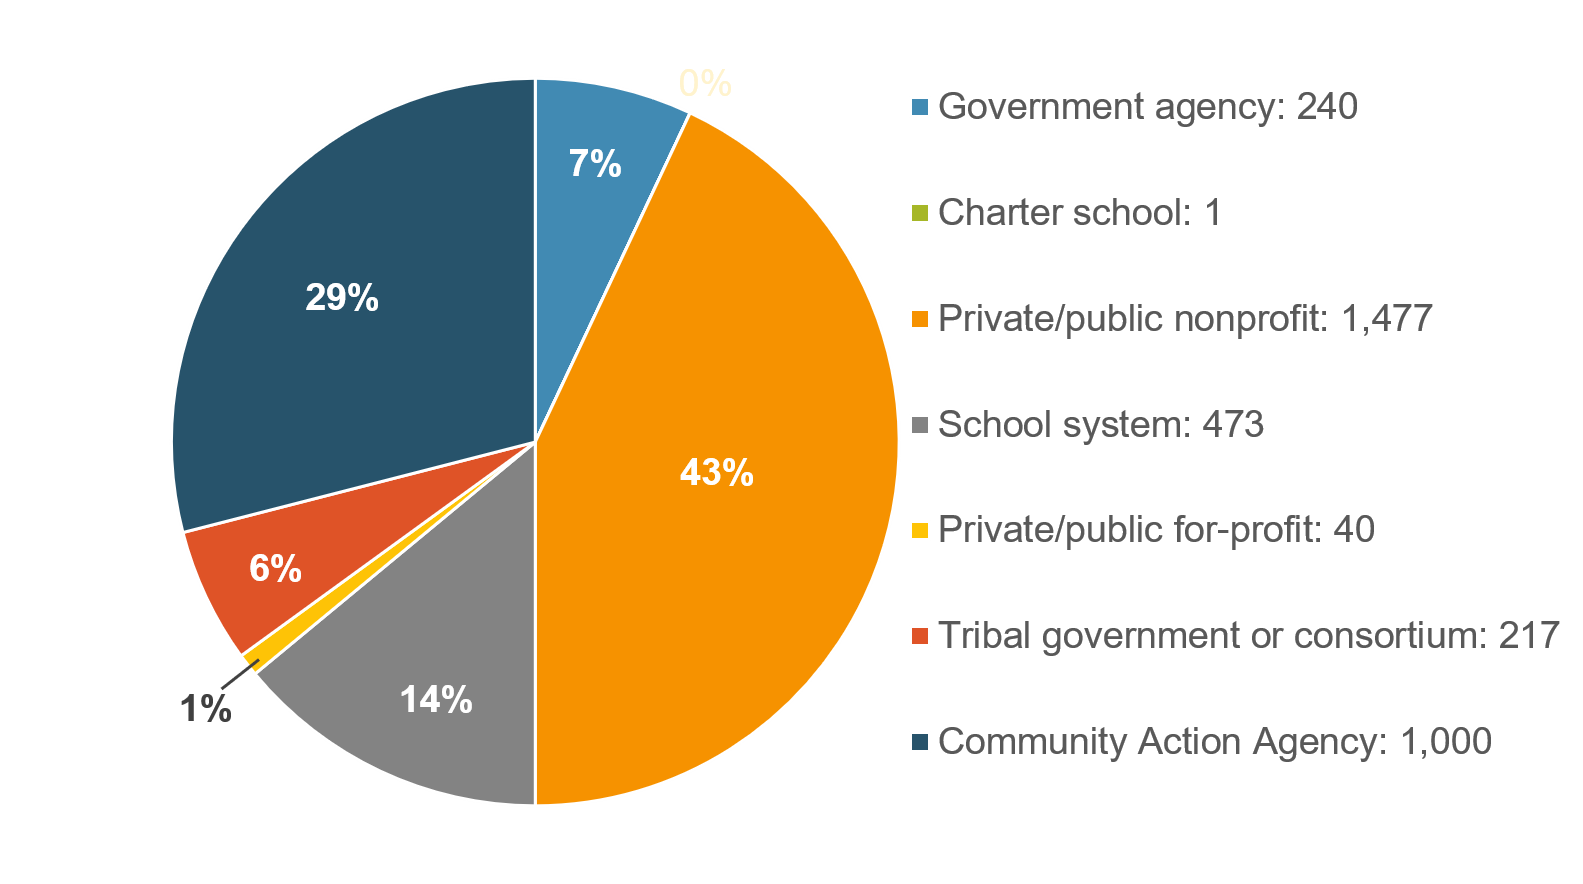 0%
7%
29%
43%
6%
14%
1%
Government agency: 240
Charter school: 1
Private/public nonprofit: 1,477
School system: 473
Private/public for-profit: 40
Tribal government or consortium: 217
Community Action Agency: 1,000